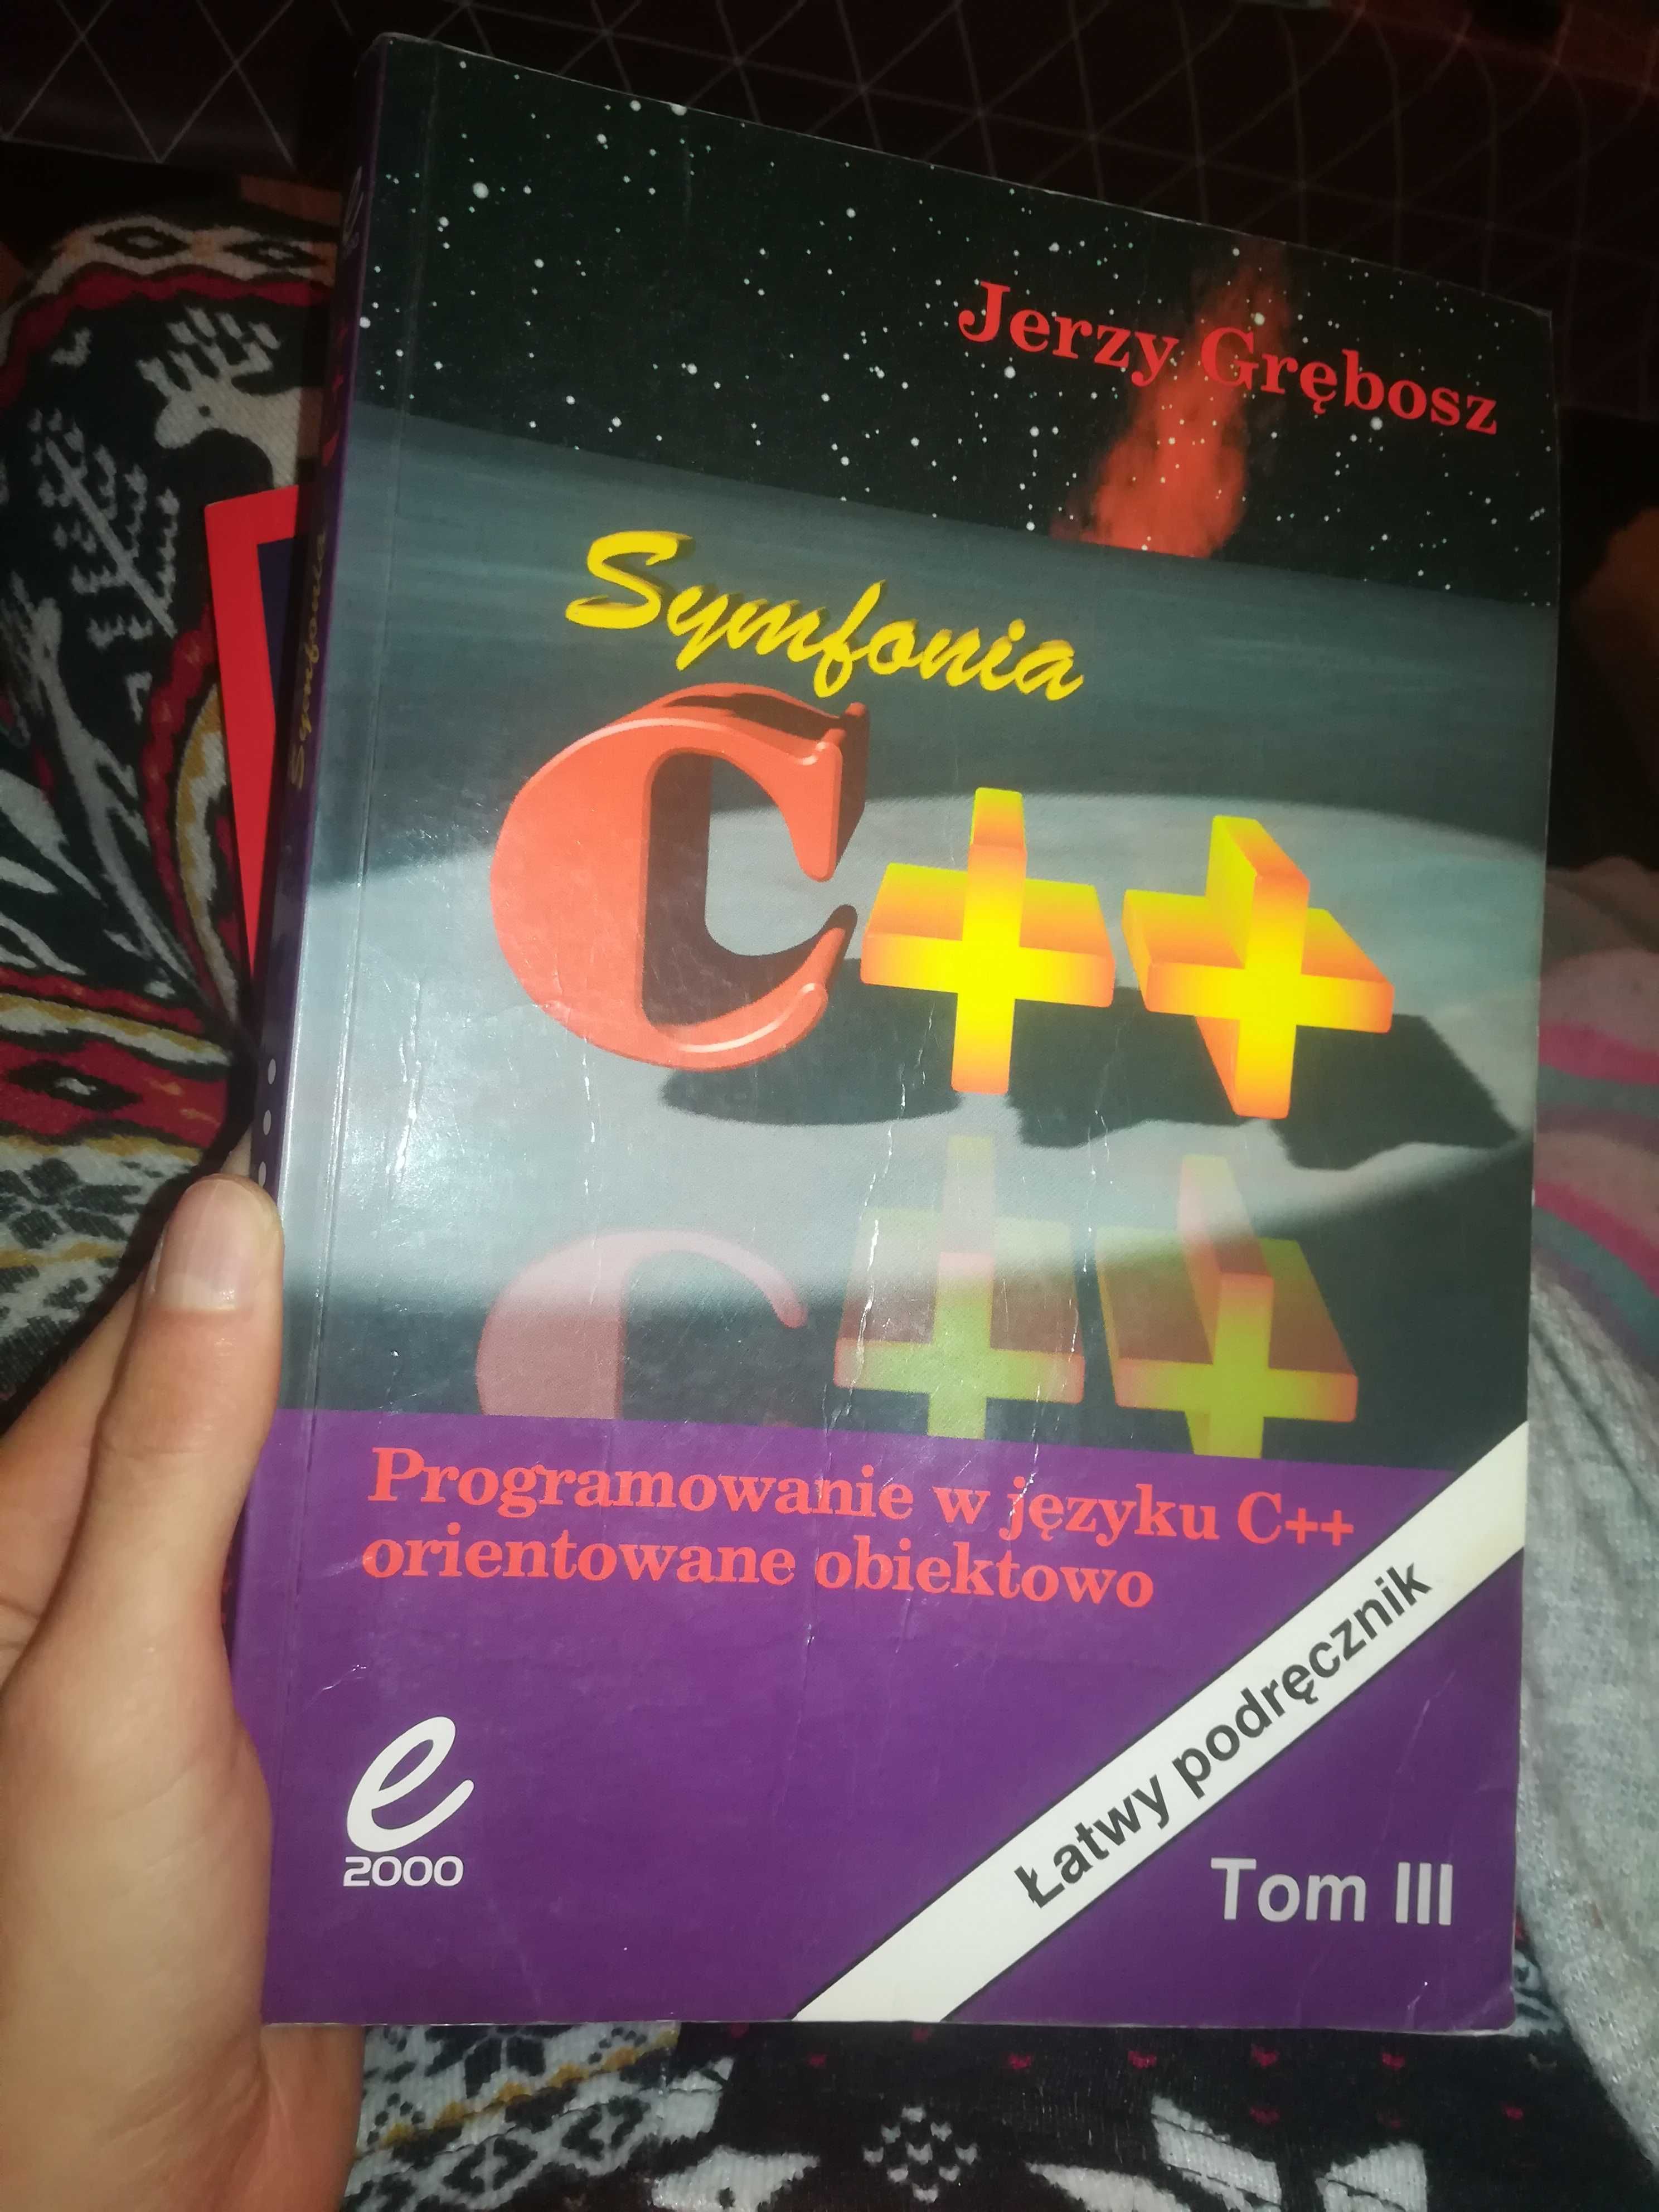 Jerzy Grębosz
Symfonia
C++
Programowanie w języku C++
orientowane obiektowo
Łatwy podręcznik
e
2000
Tom III
Symfonia